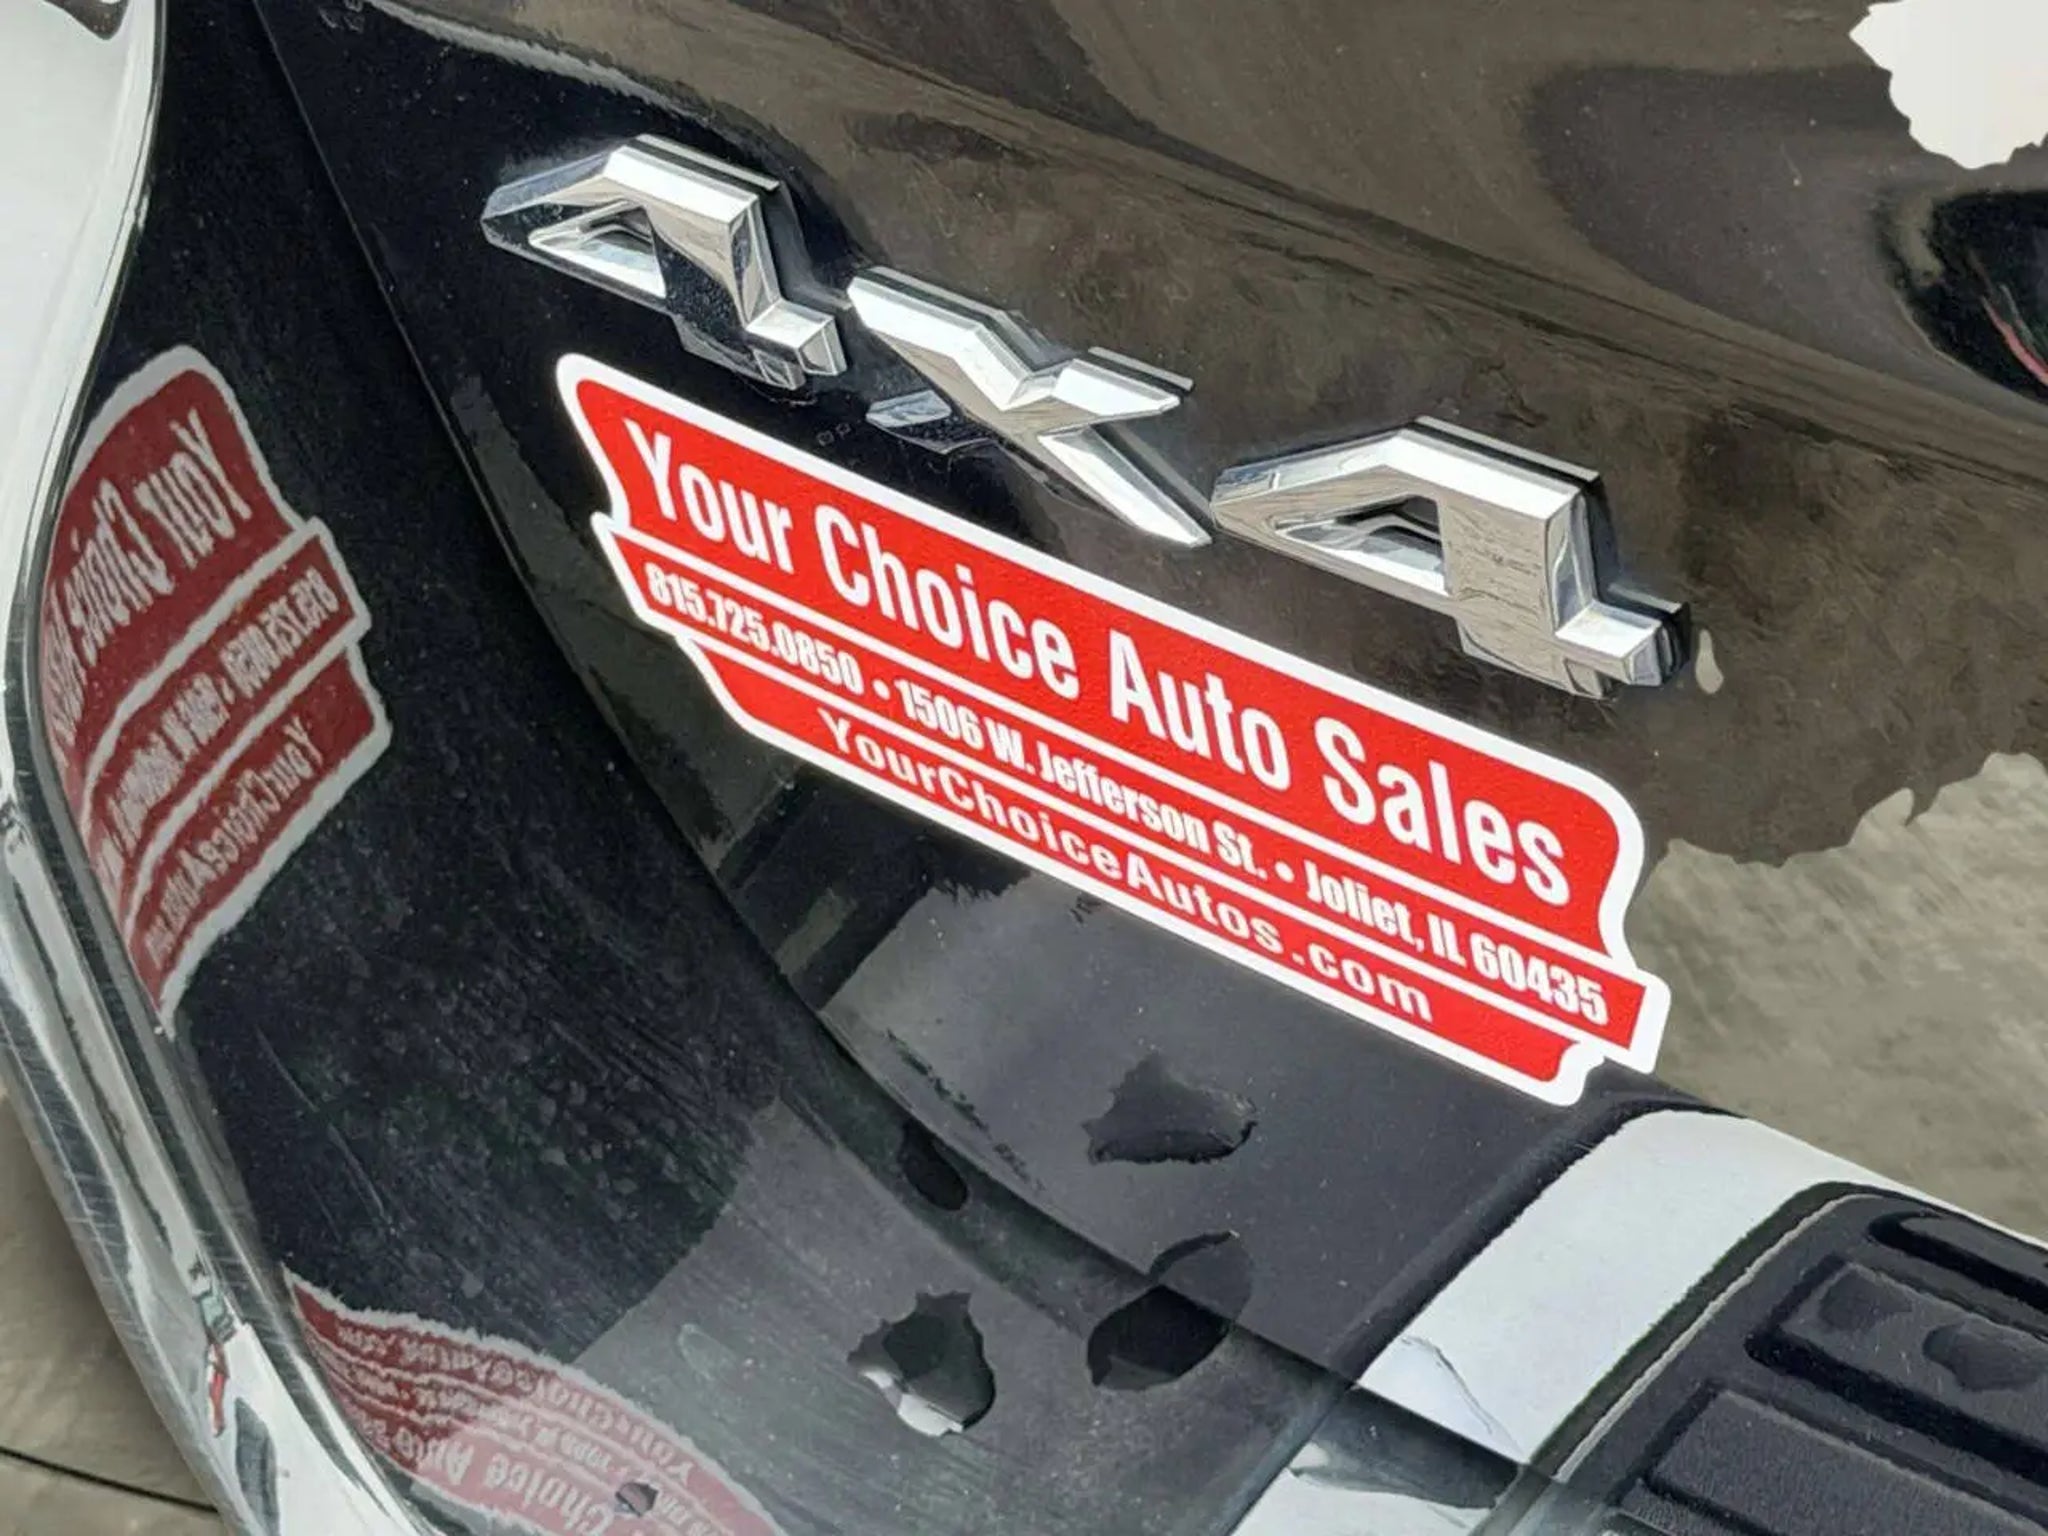 4X4
Your Choice Auto Sales
815.725.0850 • 1506 W. Jefferson St. • Joliet, IL 60435
YourChoiceAutos.com